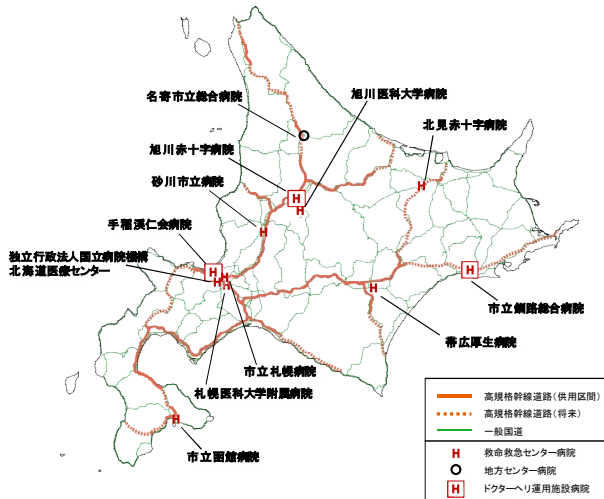 名寄市立総合病院
旭川医科大学病院
北見赤十字病院
旭川赤十字病院
砂川市立病院
手稲渓仁会病院
独立行政法人国立病院機構
北海道医療センター
市立釧路総合病院
帯広厚生病院
市立札幌病院
札幌医科大学附属病院
市立函館病院
高規格幹線道路(供用区間)
高規格幹線道路(将来)
一般国道
H 救命救急センター病院
地方センター病院
H ドクターヘリ運用施設病院